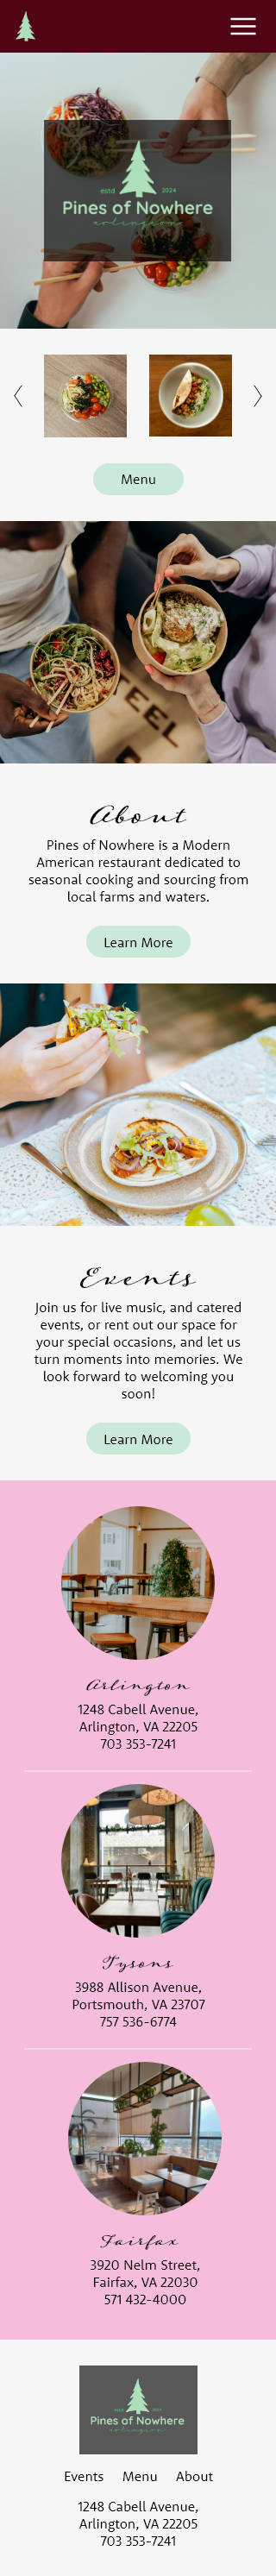 estd 2024
Pines of Nowhere
arlington
Menu
About
Pines of Nowhere is a Modern
American restaurant dedicated to
seasonal cooking and sourcing from
local farms and waters.
Learn More
Events
Join us for live music, and catered
events, or rent out our space for
your special occasions, and let us
turn moments into memories. We
look forward to welcoming you
soon!
Learn More
Arlington
1248 Cabell Avenue,
Arlington, VA 22205
703 353-7241
Tysons
3988 Allison Avenue,
Portsmouth, VA 23707
757 536-6774
Fairfax
3920 Nelm Street,
Fairfax, VA 22030
571 432-4000
Pines of Nowhere
arlington
Events Menu About
1248 Cabell Avenue,
Arlington, VA 22205
703 353-7241